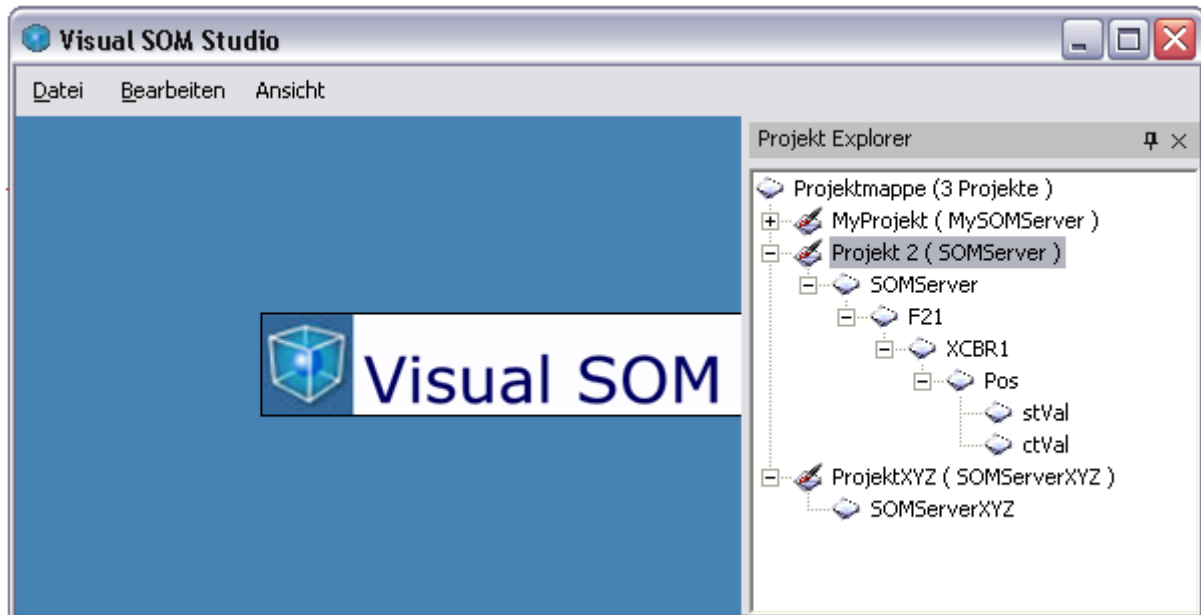 Visual SOM Studio
Datei Bearbeiten Ansicht
Projekt Explorer
Projektmappe (3 Projekte )
MyProjekt ( MySOMServer )
Projekt 2 ( SOMServer )
SOMServer
F21
XCBR1
Pos
stVal
ctVal
ProjektXYZ ( SOMServerXYZ )
SOMServerXYZ
Visual SOM